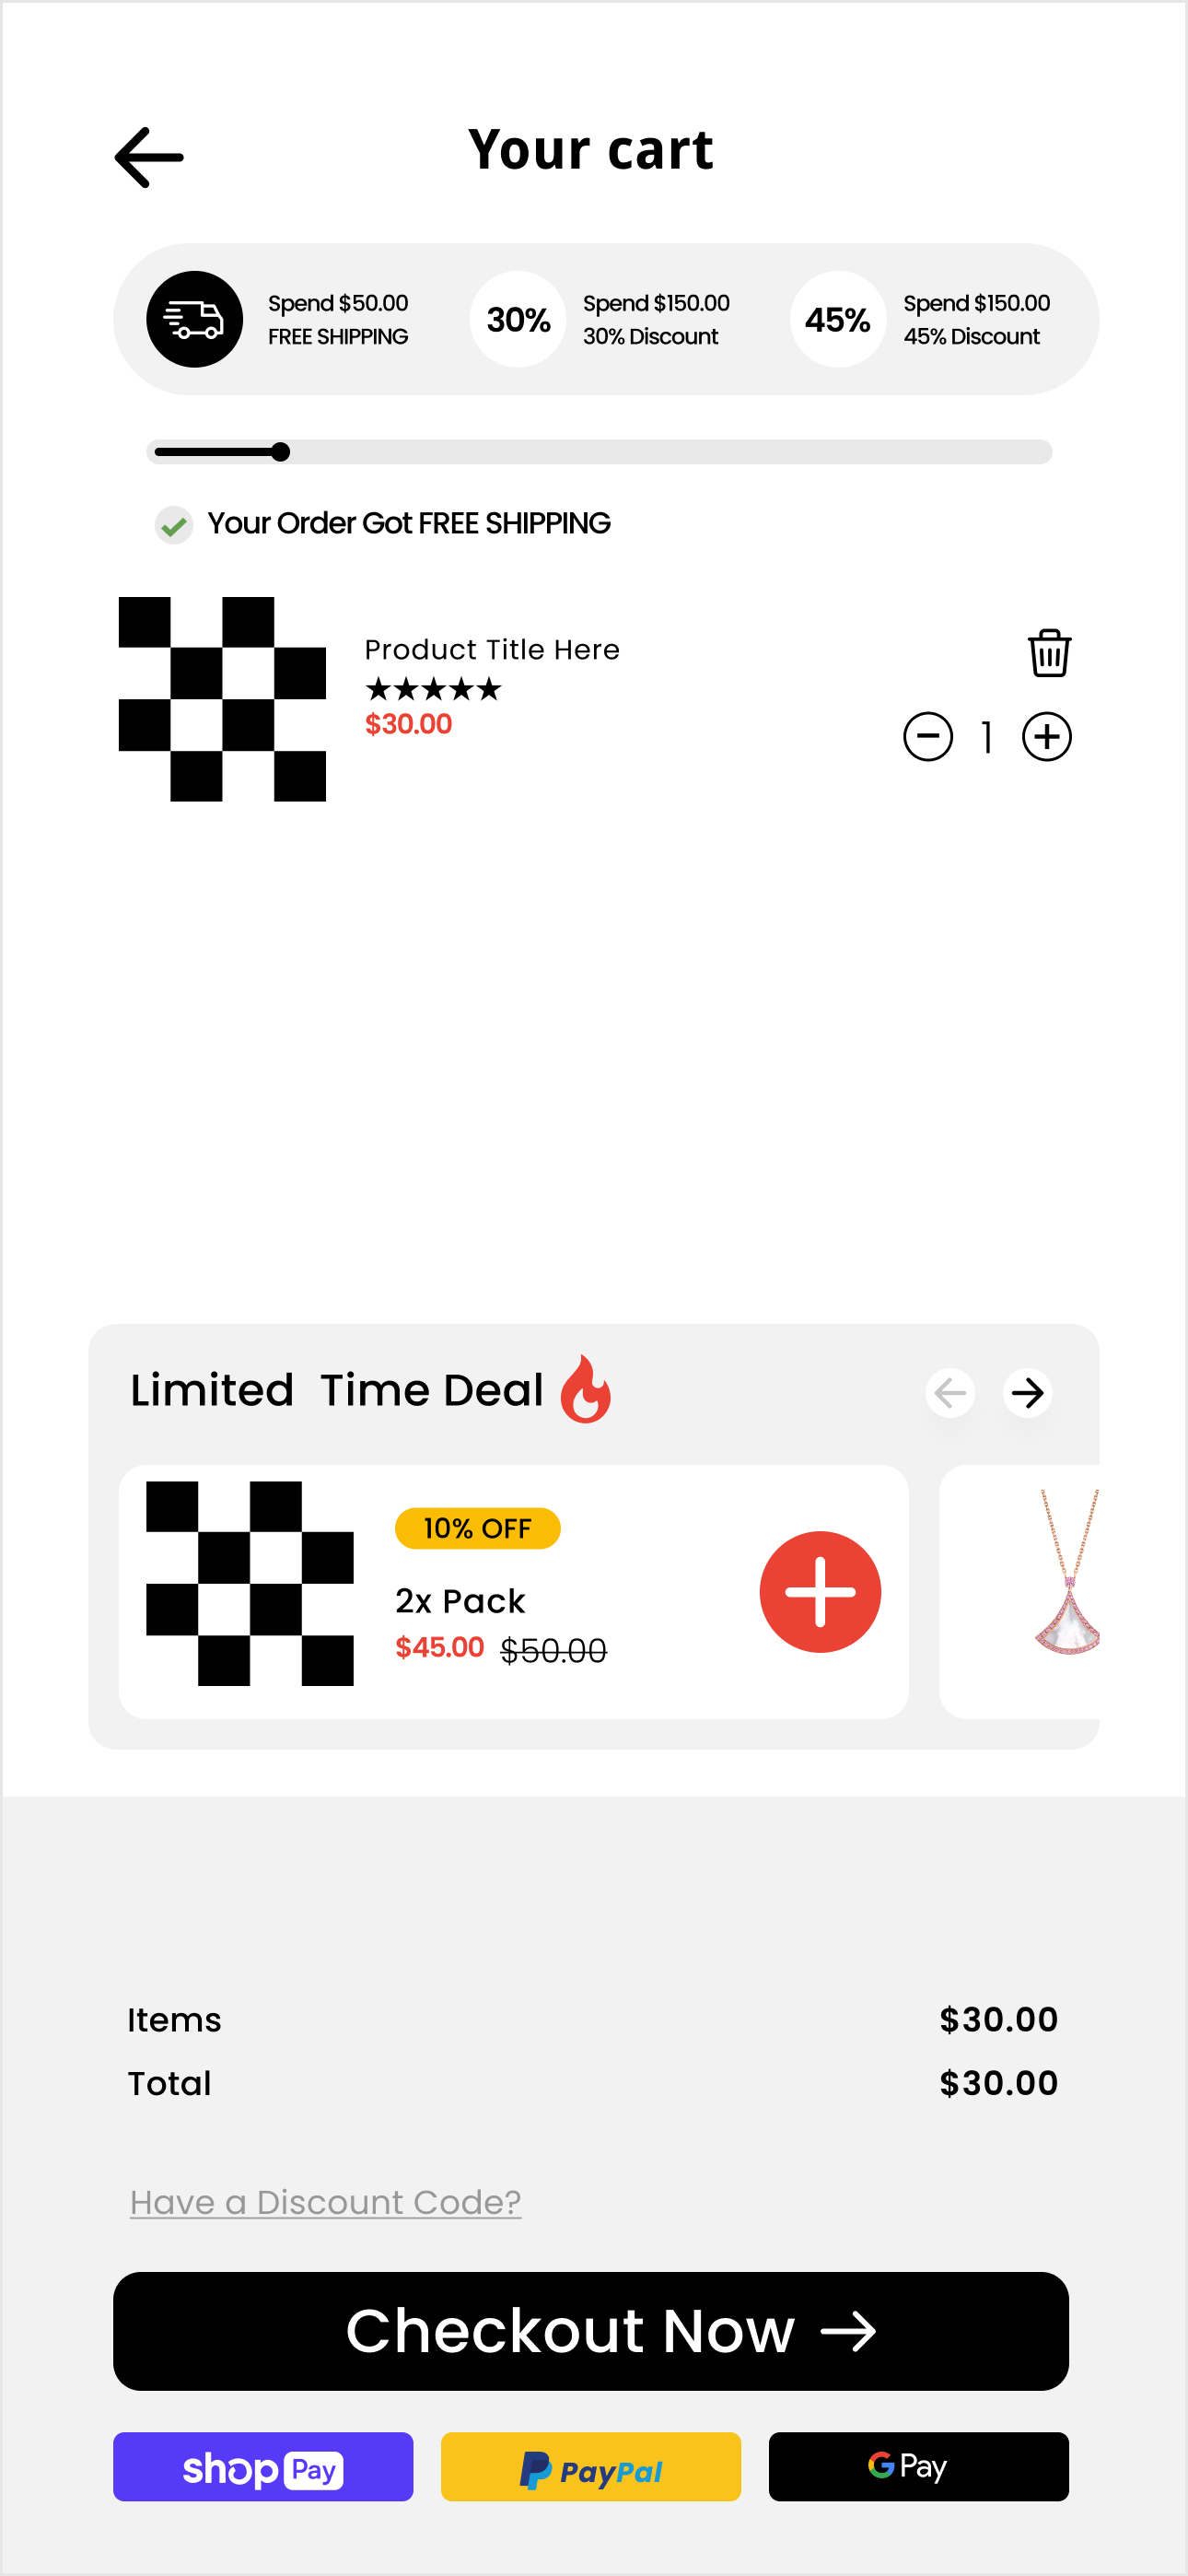 Your cart
Spend $50.00
FREE SHIPPING
30%
Spend $150.00
30% Discount
45%
Spend $150.00
45% Discount
Your Order Got FREE SHIPPING
Product Title Here
★★★★★
$30.00
1
Limited Time Deal
10% OFF
2x Pack
$45.00 $50.00
Items $30.00
Total $30.00
Have a Discount Code?
Checkout Now →
shop Pay
PayPal
G Pay